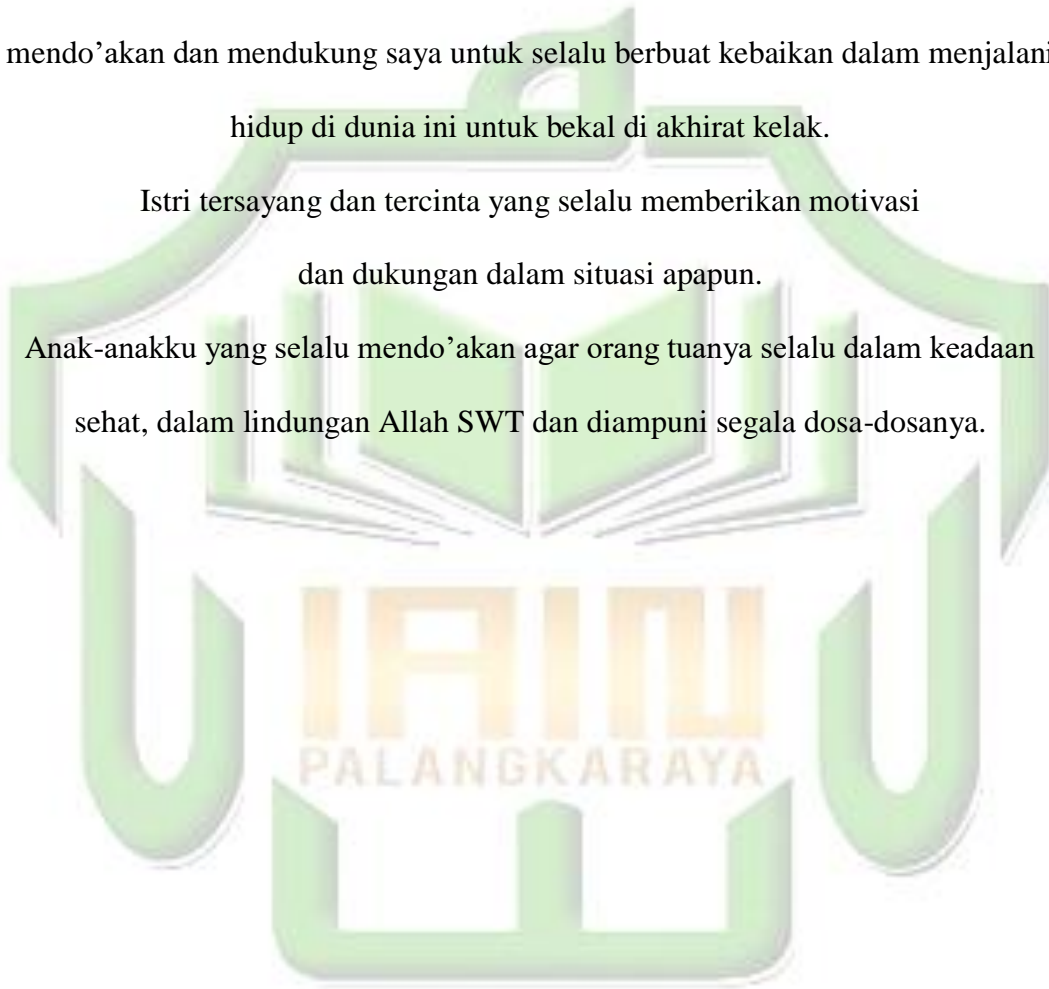 mendo’akan dan mendukung saya untuk selalu berbuat kebaikan dalam menjalani
hidup di dunia ini untuk bekal di akhirat kelak.
Istri tersayang dan tercinta yang selalu memberikan motivasi
dan dukungan dalam situasi apapun.
Anak-anakku yang selalu mendo’akan agar orang tuanya selalu dalam keadaan
sehat, dalam lindungan Allah SWT dan diampuni segala dosa-dosanya.
IAIN
PALANGKARAYA